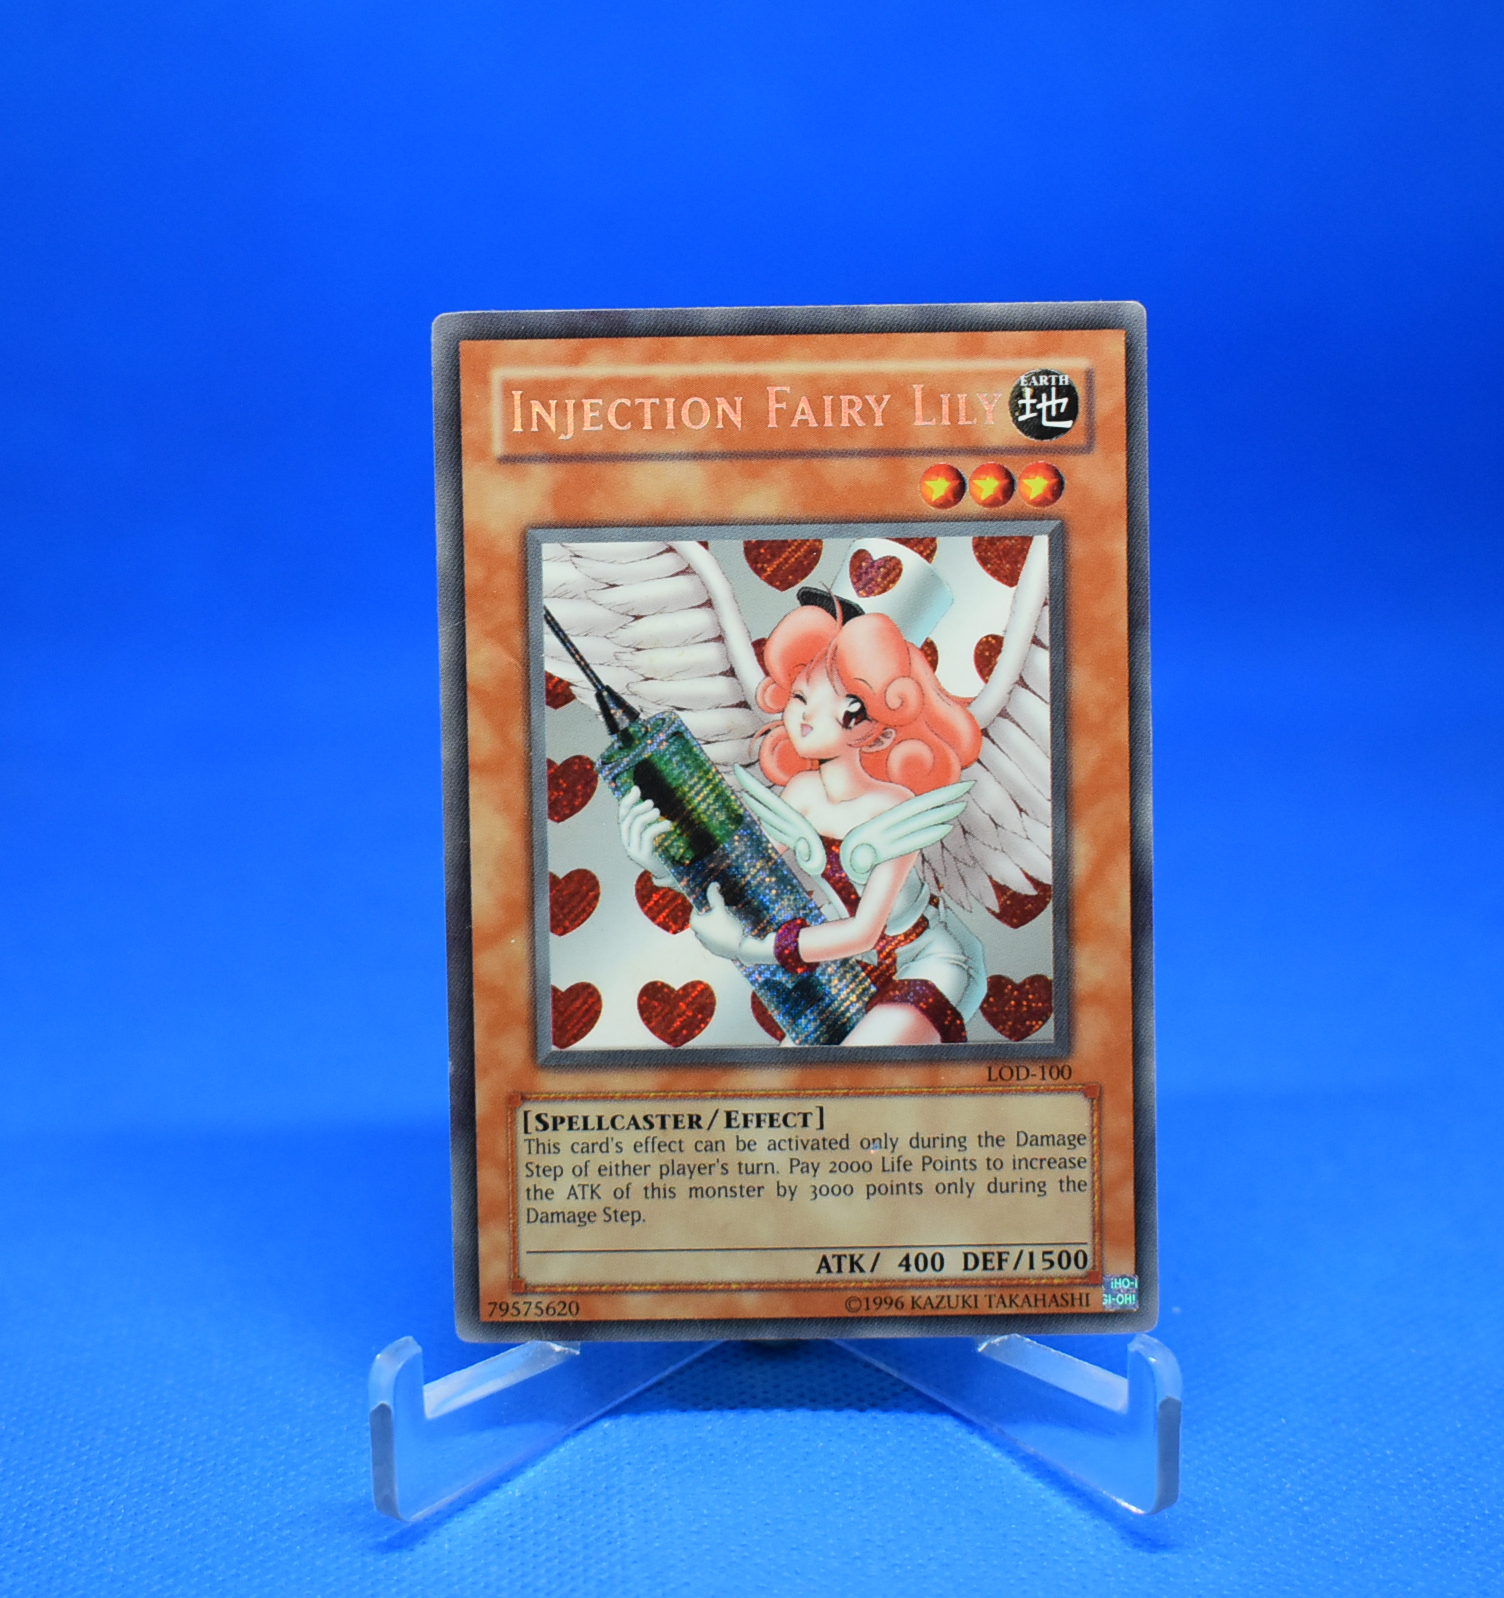 INJECTION FAIRY LILY
EARTH
地
LOD-100
[SPELLCASTER/EFFECT]
This card's effect can be activated only during the Damage
Step of either player's turn. Pay 2000 Life Points to increase
the ATK of this monster by 3000 points only during the
Damage Step.
ATK/ 400 DEF/1500
79575620
©1996 KAZUKI TAKAHASHI
GI-OH!